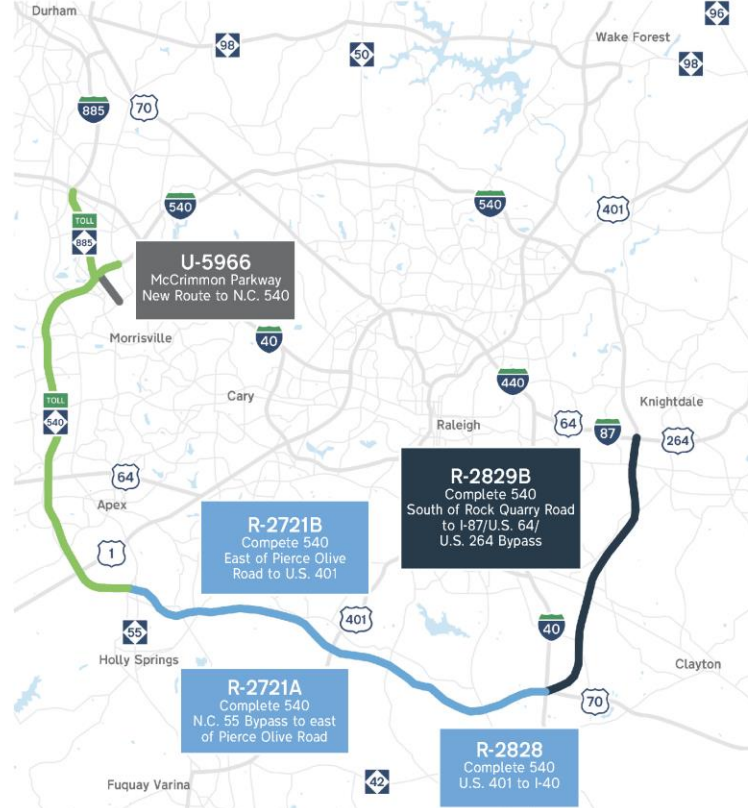 Durham
98
50
96
Wake Forest
98
885
70
540
540
401
TOLL
885
U-5966
McCrimmon Parkway
New Route to N.C. 540
Morrisville
40
Cary
440
Knightdale
TOLL
540
Raleigh
64
87
264
64
Apex
R-2829B
Complete 540
South of Rock Quarry Road
to I-87/U.S. 64/
U.S. 264 Bypass
R-2721B
Compete 540
East of Pierce Olive
Road to U.S. 401
1
401
40
55
Holly Springs
Clayton
R-2721A
Complete 540
N.C. 55 Bypass to east
of Pierce Olive Road
70
R-2828
Complete 540
U.S. 401 to I-40
42
Fuquay Varina